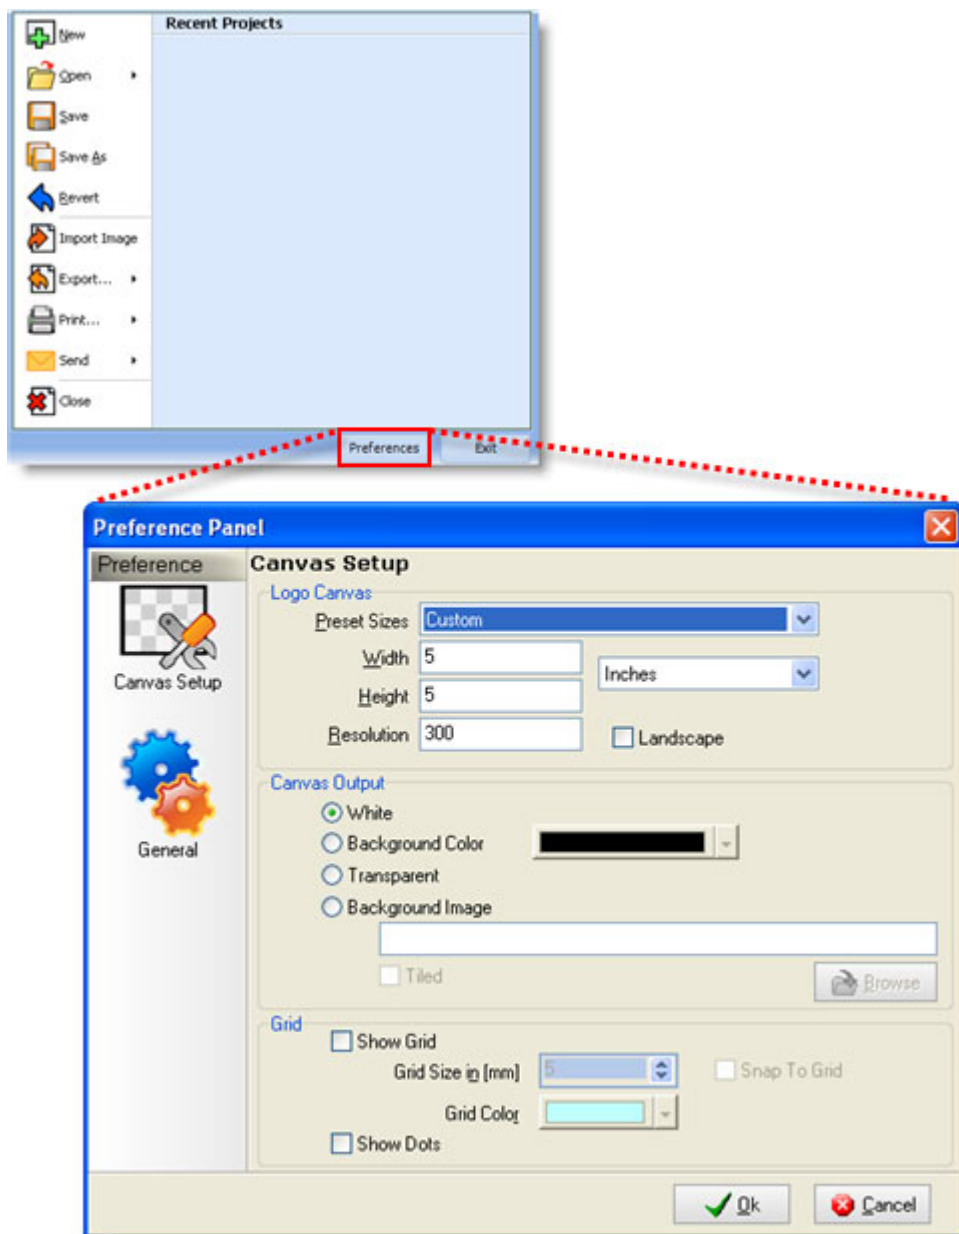 Recent Projects
New
Open
Save
Save As
Revert
Import Image
Export...
Print...
Send
Close
Preferences
Exit
Preference Panel
Preference
Canvas Setup
General
Canvas Setup
Logo Canvas
Preset Sizes Custom
Width 5
Inches
Height 5
Resolution 300
Landscape
Canvas Output
White
Background Color
Transparent
Background Image
Tiled
Browse
Grid
Show Grid
Grid Size in [mm] 5
Snap To Grid
Grid Color
Show Dots
Ok
Cancel